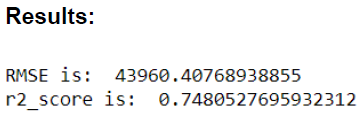 Results:
RMSE is:  43960.40768938855
r2_score is:  0.7480527695932312